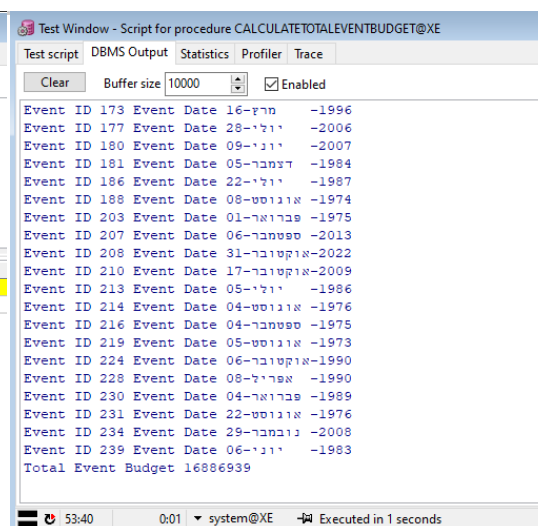 Test Window - Script for procedure CALCULATETOTALEVENTBUDGET@XE
Test script DBMS Output Statistics Profiler Trace
Clear Buffer size 10000 Enabled
Event ID 173 Event Date 16-מרץ -1996
Event ID 177 Event Date 28-יולי -2006
Event ID 180 Event Date 09-יוני -2007
Event ID 181 Event Date 05-דצמבר -1984
Event ID 186 Event Date 22-יולי -1987
Event ID 188 Event Date 08-אוגוסט -1974
Event ID 203 Event Date 01-פברואר -1975
Event ID 207 Event Date 06-ספטמבר -2013
Event ID 208 Event Date 31-אוקטובר-2022
Event ID 210 Event Date 17-אוקטובר-2009
Event ID 213 Event Date 05-יולי -1986
Event ID 214 Event Date 04-אוגוסט -1976
Event ID 216 Event Date 04-ספטמבר -1975
Event ID 219 Event Date 05-אוגוסט -1973
Event ID 224 Event Date 06-אוקטובר-1990
Event ID 228 Event Date 08-אפריל -1990
Event ID 230 Event Date 04-פברואר -1989
Event ID 231 Event Date 22-אוגוסט -1976
Event ID 234 Event Date 29-נובמבר -2008
Event ID 239 Event Date 06-יוני -1983
Total Event Budget 16886939
53:40 0:01 system@XE Executed in 1 seconds